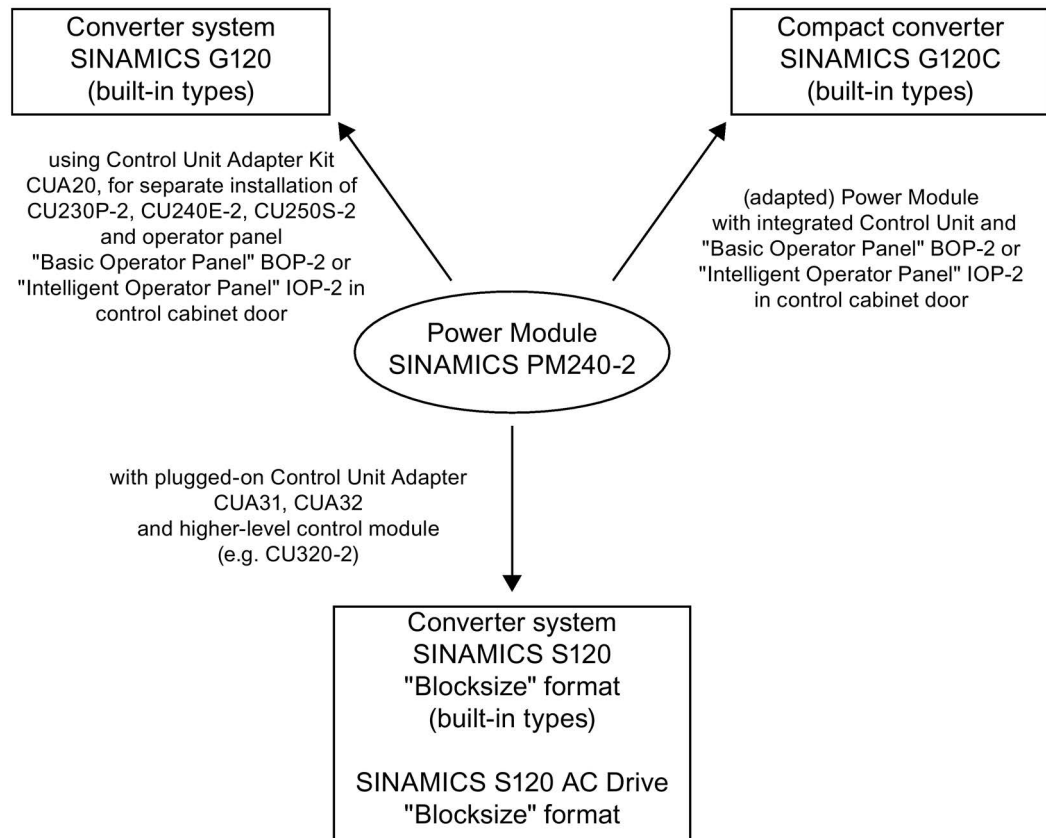 Converter system
SINAMICS G120
(built-in types)
Compact converter
SINAMICS G120C
(built-in types)
using Control Unit Adapter Kit
CUA20, for separate installation of
CU230P-2, CU240E-2, CU250S-2
and operator panel
"Basic Operator Panel" BOP-2 or
"Intelligent Operator Panel" IOP-2 in
control cabinet door
(adapted) Power Module
with integrated Control Unit and
"Basic Operator Panel" BOP-2 or
"Intelligent Operator Panel" IOP-2
in control cabinet door
Power Module
SINAMICS PM240-2
with plugged-on Control Unit Adapter
CUA31, CUA32
and higher-level control module
(e.g. CU320-2)
Converter system
SINAMICS S120
"Blocksize" format
(built-in types)
SINAMICS S120 AC Drive
"Blocksize" format